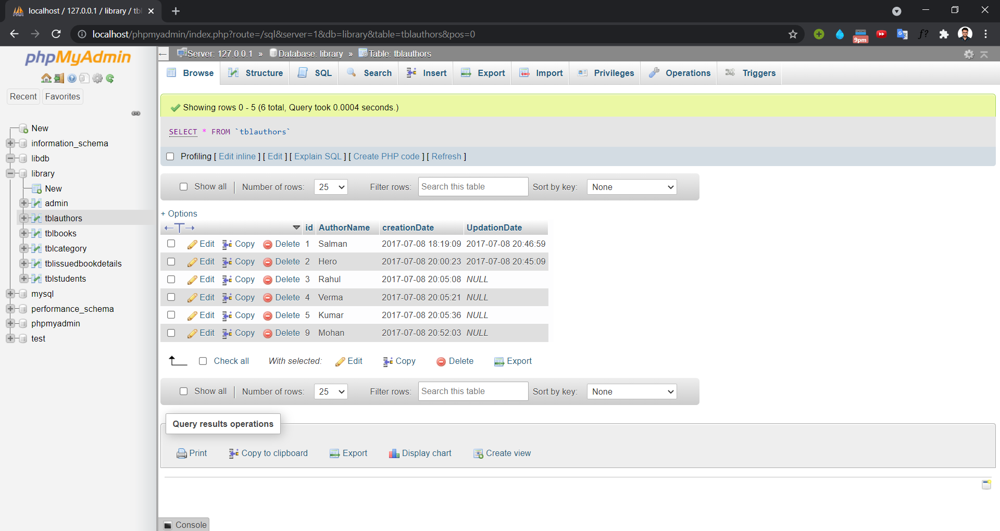 localhost / 127.0.0.1 / library / tbl
localhost/phpmyadmin/index.php?route=/sql&server=1&db=library&table=tblauthors&pos=0
9pm
f?
phpMyAdmin
Recent
Favorites
New
information_schema
libdb
library
New
admin
tblauthors
tblbooks
tblcategory
tblissuedbookdetails
tblstudents
mysql
performance_schema
phpmyadmin
test
Server: 127.0.0.1 » Database: library » Table: tblauthors
Browse Structure SQL Search Insert Export Import Privileges Operations Triggers
Showing rows 0 - 5 (6 total, Query took 0.0004 seconds.)
SELECT * FROM `tblauthors`
Profiling [ Edit inline ] [ Edit ] [ Explain SQL ] [ Create PHP code ] [ Refresh ]
Show all Number of rows: 25 Filter rows: Search this table Sort by key: None
+ Options
←T→ id AuthorName creationDate UpdationDate
Edit Copy Delete 1 Salman 2017-07-08 18:19:09 2017-07-08 20:46:59
Edit Copy Delete 2 Hero 2017-07-08 20:00:23 2017-07-08 20:45:09
Edit Copy Delete 3 Rahul 2017-07-08 20:05:08 NULL
Edit Copy Delete 4 Verma 2017-07-08 20:05:21 NULL
Edit Copy Delete 5 Kumar 2017-07-08 20:05:36 NULL
Edit Copy Delete 9 Mohan 2017-07-08 20:52:03 NULL
Check all With selected: Edit Copy Delete Export
Show all Number of rows: 25 Filter rows: Search this table Sort by key: None
Query results operations
Print Copy to clipboard Export Display chart Create view
Console